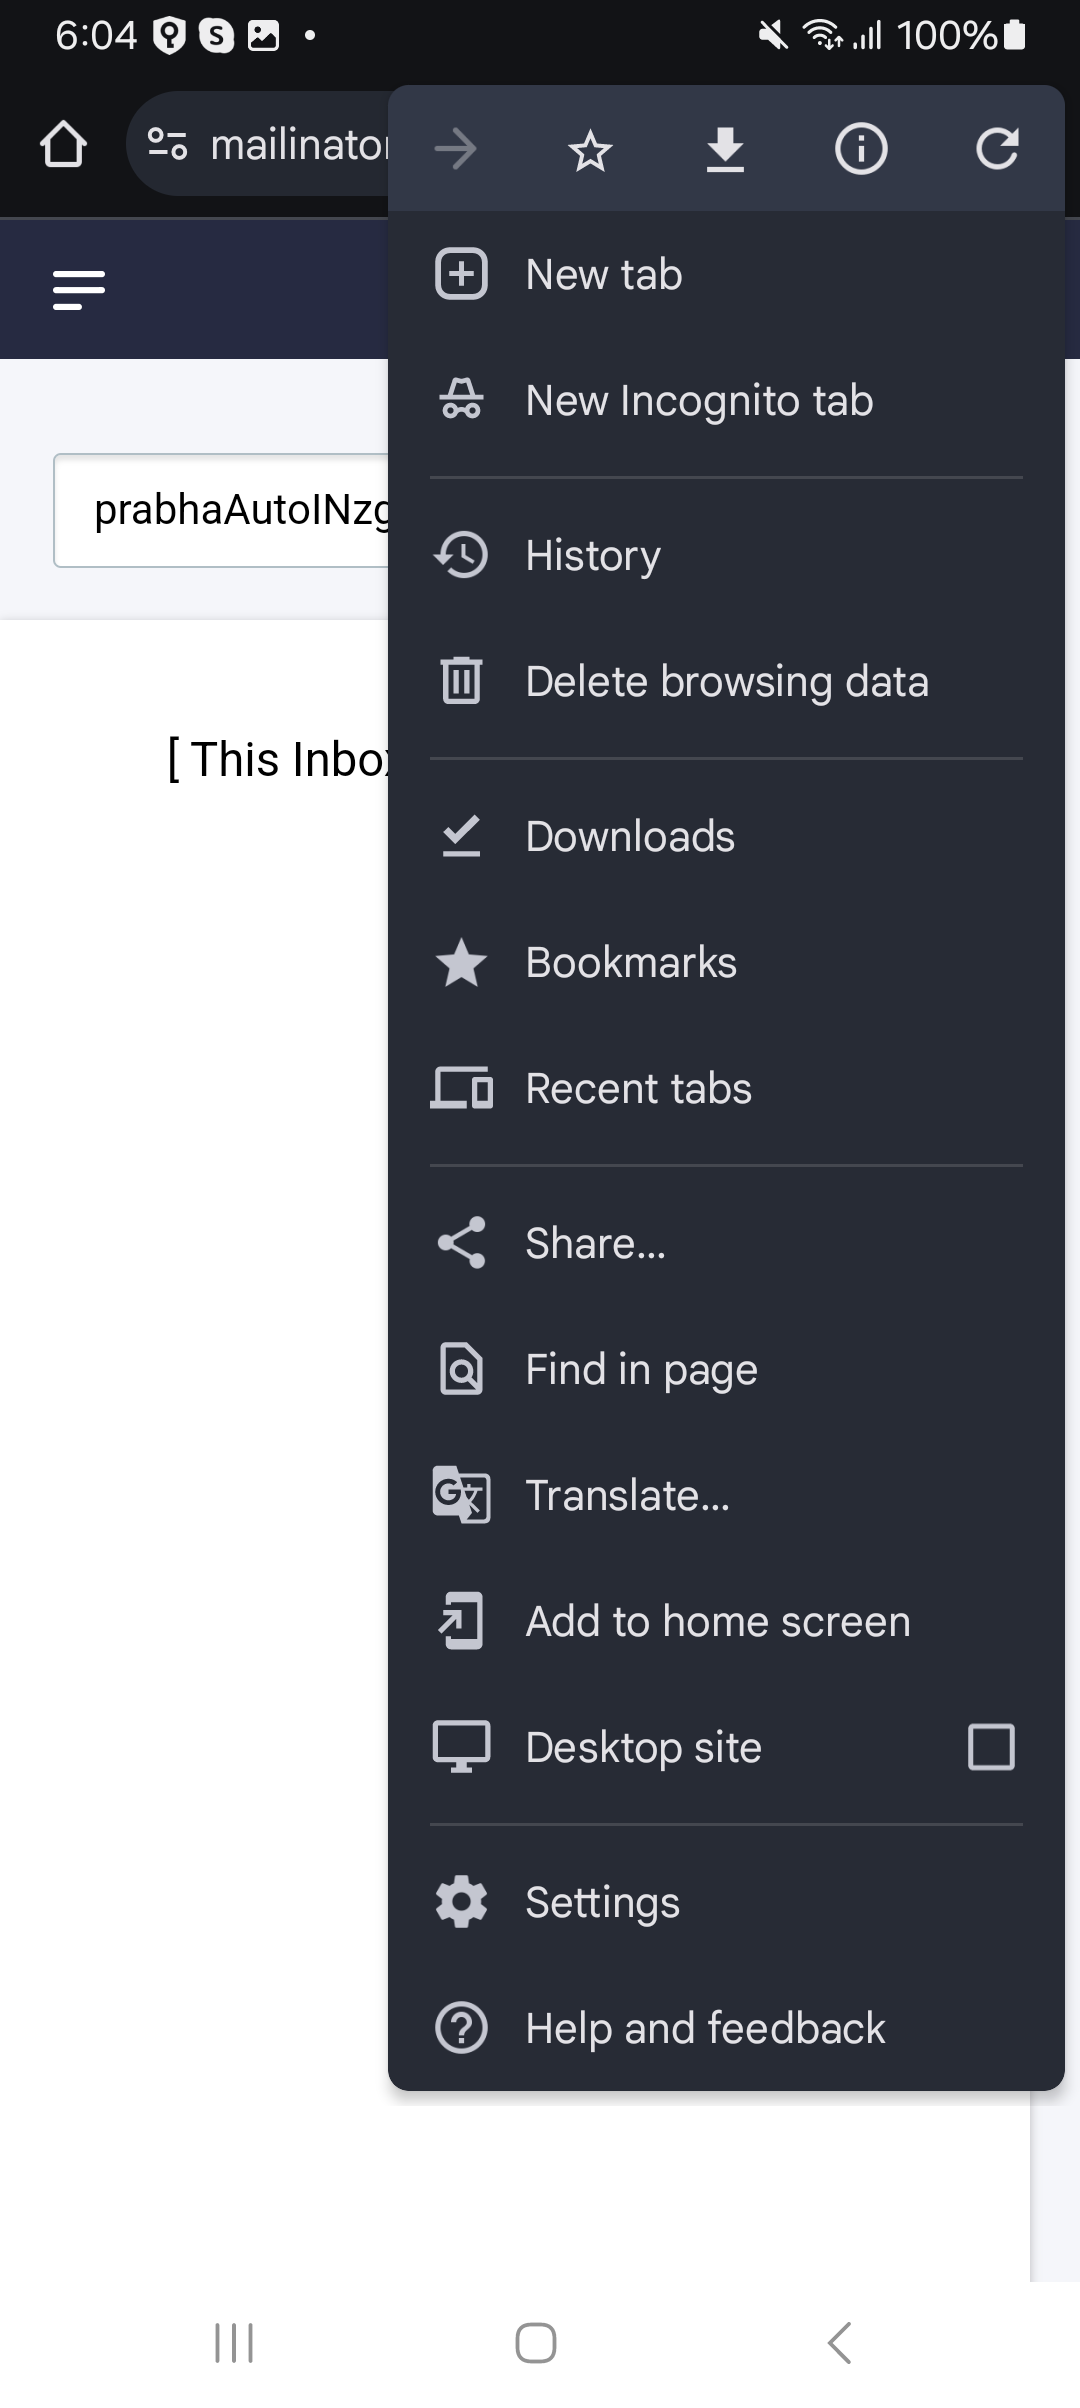 6:04
100%
mailinator
New tab
New Incognito tab
prabhaAutoINzg
History
Delete browsing data
[ This Inbox
Downloads
Bookmarks
Recent tabs
Share...
Find in page
Translate...
Add to home screen
Desktop site
Settings
Help and feedback